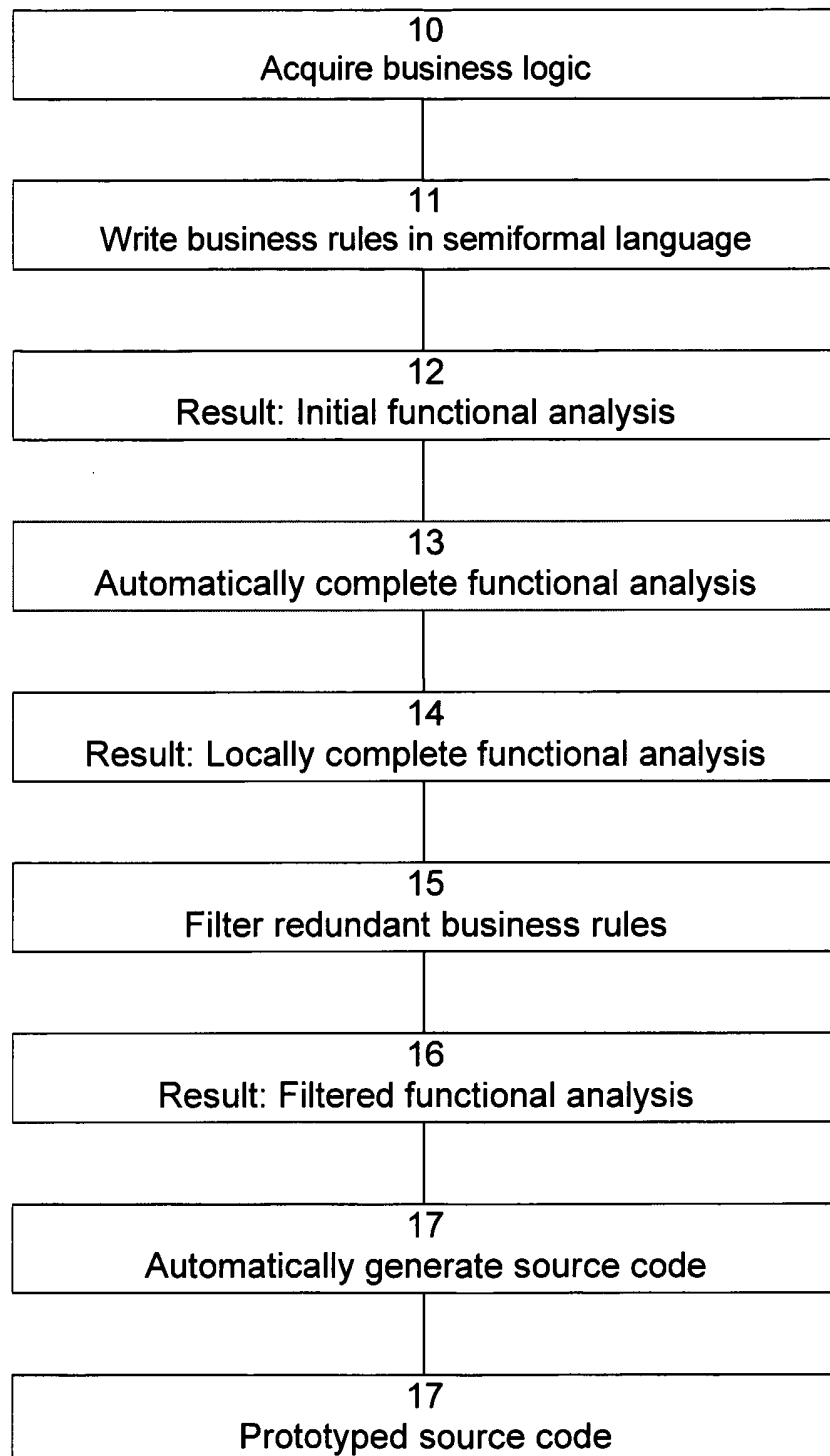 10
Acquire business logic
11
Write business rules in semiformal language
12
Result: Initial functional analysis
13
Automatically complete functional analysis
14
Result: Locally complete functional analysis
15
Filter redundant business rules
16
Result: Filtered functional analysis
17
Automatically generate source code
17
Prototyped source code